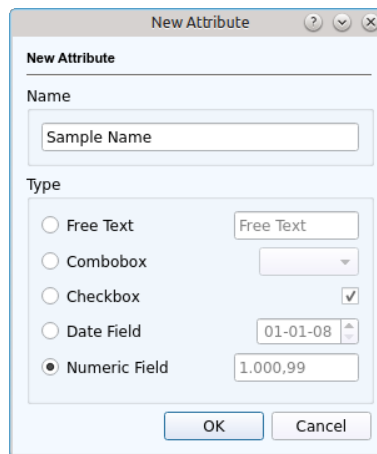 New Attribute
New Attribute
Name
Sample Name
Type
Free Text Free Text
Combobox
Checkbox
Date Field 01-01-08
Numeric Field 1.000,99
OK Cancel